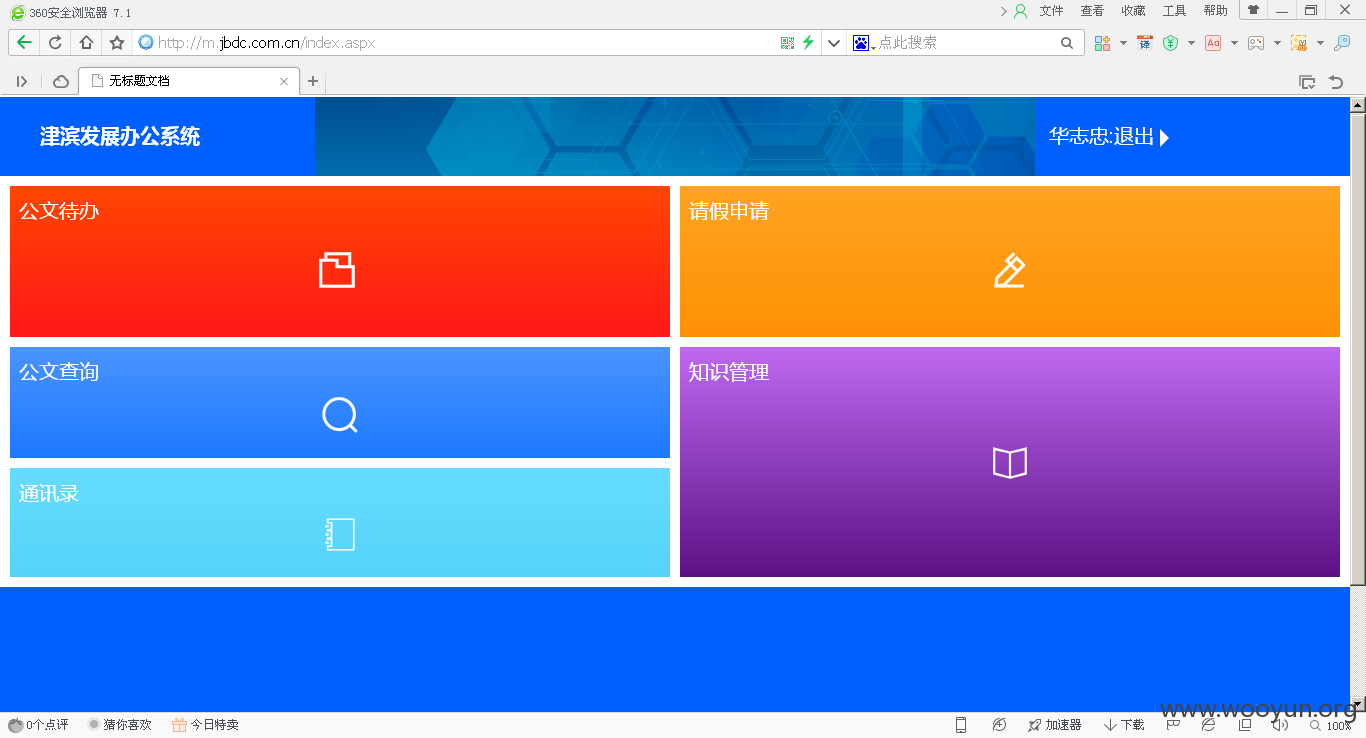 360安全浏览器 7.1
文件 查看 收藏 工具 帮助
http://m.jbdc.com.cn/index.aspx
点此搜索
无标题文档
津滨发展办公系统
华志忠:退出
公文待办
请假申请
公文查询
知识管理
通讯录
www.wooyun.org
0个点评 猜你喜欢 今日特卖 加速器 下载 100%